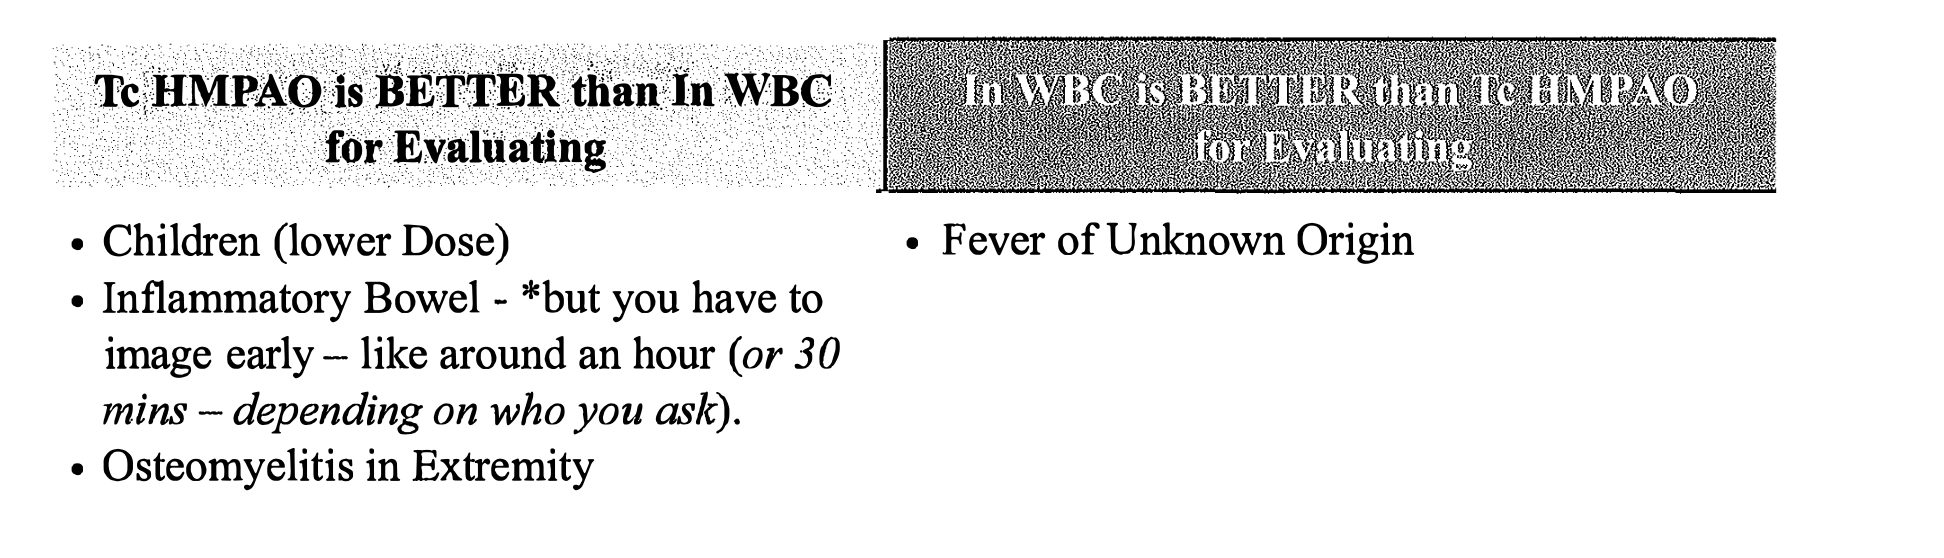 Tc HMPAO is BETTER than In WBC
for Evaluating
In WBC is BETTER than Tc HMPAO
for Evaluating
• Children (lower Dose)
• Inflammatory Bowel - *but you have to
image early – like around an hour (or 30
mins – depending on who you ask).
• Osteomyelitis in Extremity
• Fever of Unknown Origin